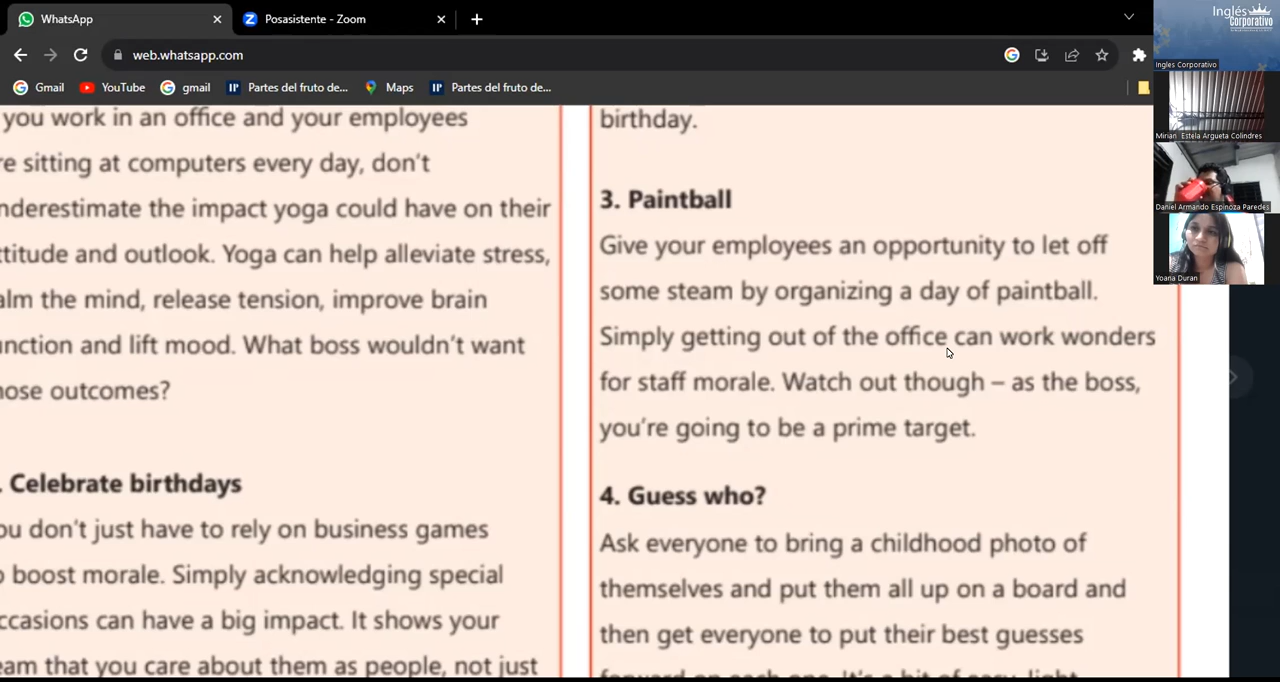 WhatsApp
Posasistente - Zoom
web.whatsapp.com
Gmail
YouTube
gmail
Partes del fruto de...
Maps
Partes del fruto de...
Inglés
Corporativo
Ingles Corporativo
Mirian Estela Argueta Colindres
Daniel Armando Espinoza Paredes
Yoana Duran
you work in an office and your employees
sitting at computers every day, don't
the impact yoga could have on their
and outlook. Yoga can help alleviate stress,
the mind, release tension, improve brain
and lift mood. What boss wouldn't want
outcomes?
. Celebrate birthdays
don't just have to rely on business games
boost morale. Simply acknowledging special
can have a big impact. It shows your
that you care about them as people, not just
birthday.
3. Paintball
Give your employees an opportunity to let off
some steam by organizing a day of paintball.
Simply getting out of the office can work wonders
for staff morale. Watch out though – as the boss,
you're going to be a prime target.
4. Guess who?
Ask everyone to bring a childhood photo of
themselves and put them all up on a board and
then get everyone to put their best guesses